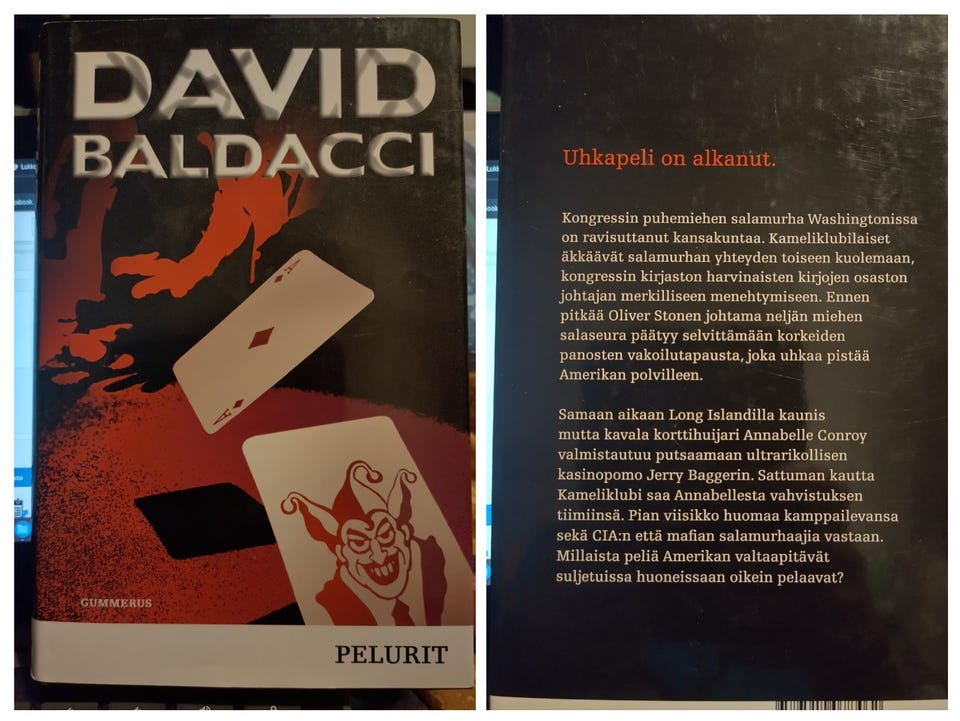 DAVID
BALDACCI
A
A
GUMMERUS
PELURIT
Uhkapeli on alkanut.
Kongressin puhemiehen salamurha Washingtonissa
on ravisuttanut kansakuntaa. Kameliklubilaiset
äkkäävät salamurhan yhteyden toiseen kuolemaan,
kongressin kirjaston harvinaisten kirjojen osaston
johtajan merkilliseen menehtymiseen. Ennen
pitkää Oliver Stonen johtama neljän miehen
salaseura päätyy selvittämään korkeiden
panosten vakoilutapausta, joka uhkaa pistää
Amerikan polvilleen.
Samaan aikaan Long Islandilla kaunis
mutta kavala korttihuijari Annabelle Conroy
valmistautuu putsaamaan ultrarikollisen
kasinopomo Jerry Baggerin. Sattuman kautta
Kameliklubi saa Annabellesta vahvistuksen
tiimiinsä. Pian viisikko huomaa kamppailevansa
sekä CIA:n että mafian salamurhaajia vastaan.
Millaista peliä Amerikan valtaapitävät
suljetuissa huoneissaan oikein pelaavat?